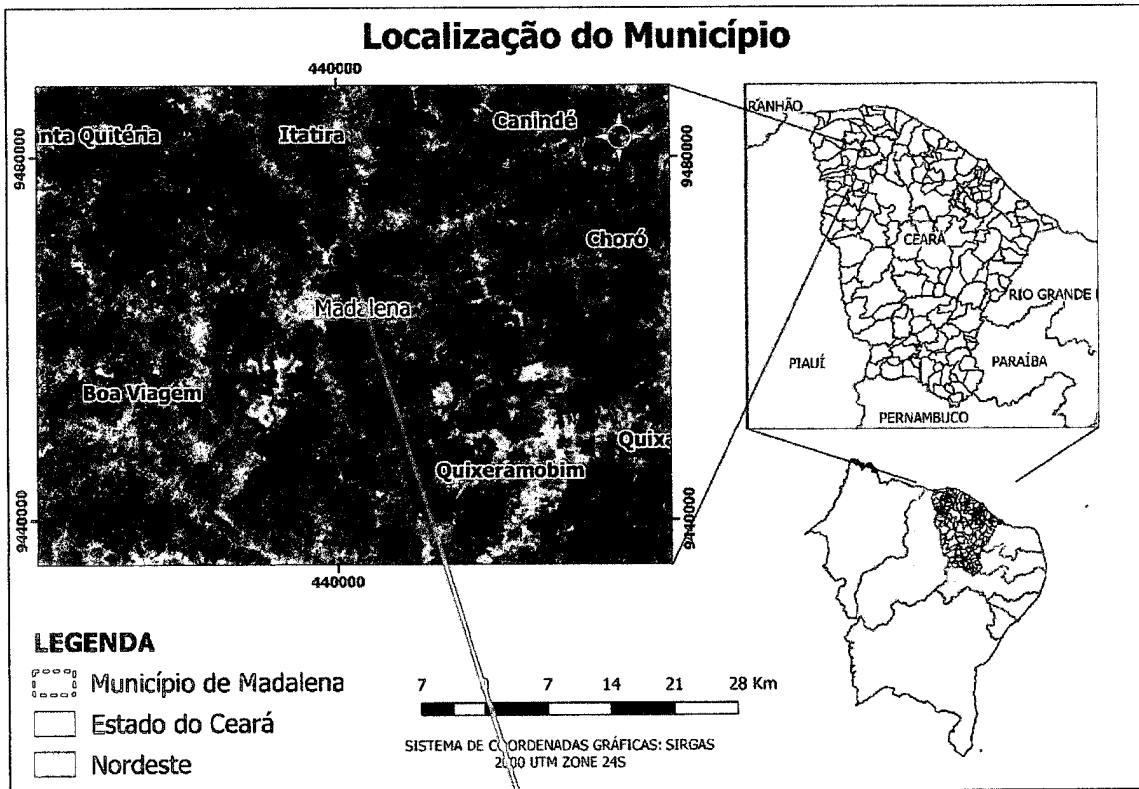 Localização do Município
440000
nta Quitéria
Itatira
Canindé
9480000
9480000
Choró
Madalena
Boa Viagem
Quixa
Quixeramobim
9440000
9440000
440000
RANHÃO
CEARÁ
RIO GRANDE
PIAUÍ
PARAÍBA
PERNAMBUCO
LEGENDA
Município de Madalena
Estado do Ceará
Nordeste
7 7 14 21 28 Km
SISTEMA DE COORDENADAS GRÁFICAS: SIRGAS
2000 UTM ZONE 24S